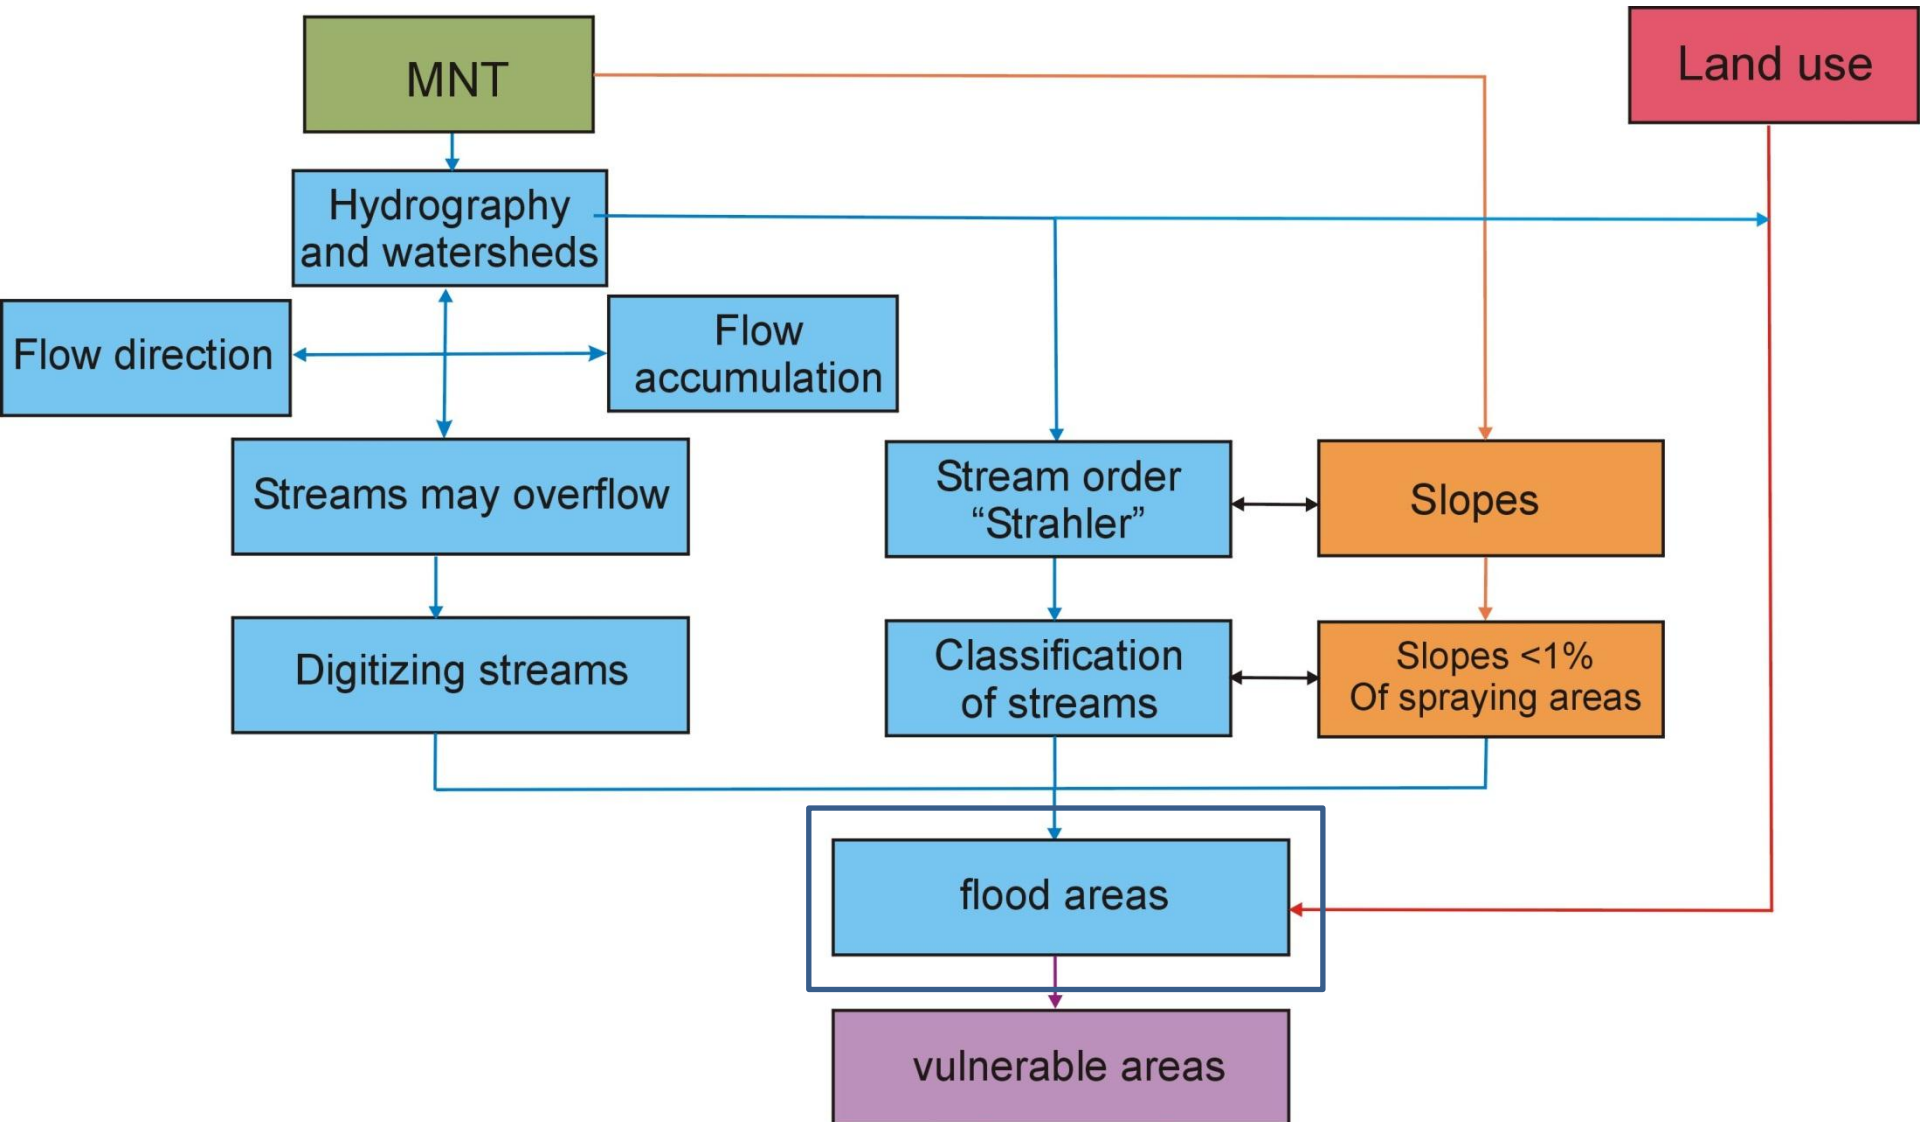 MNT
Land use
Hydrography
and watersheds
Flow direction
Flow
accumulation
Streams may overflow
Stream order
“Strahler”
Slopes
Digitizing streams
Classification
of streams
Slopes <1%
Of spraying areas
flood areas
vulnerable areas